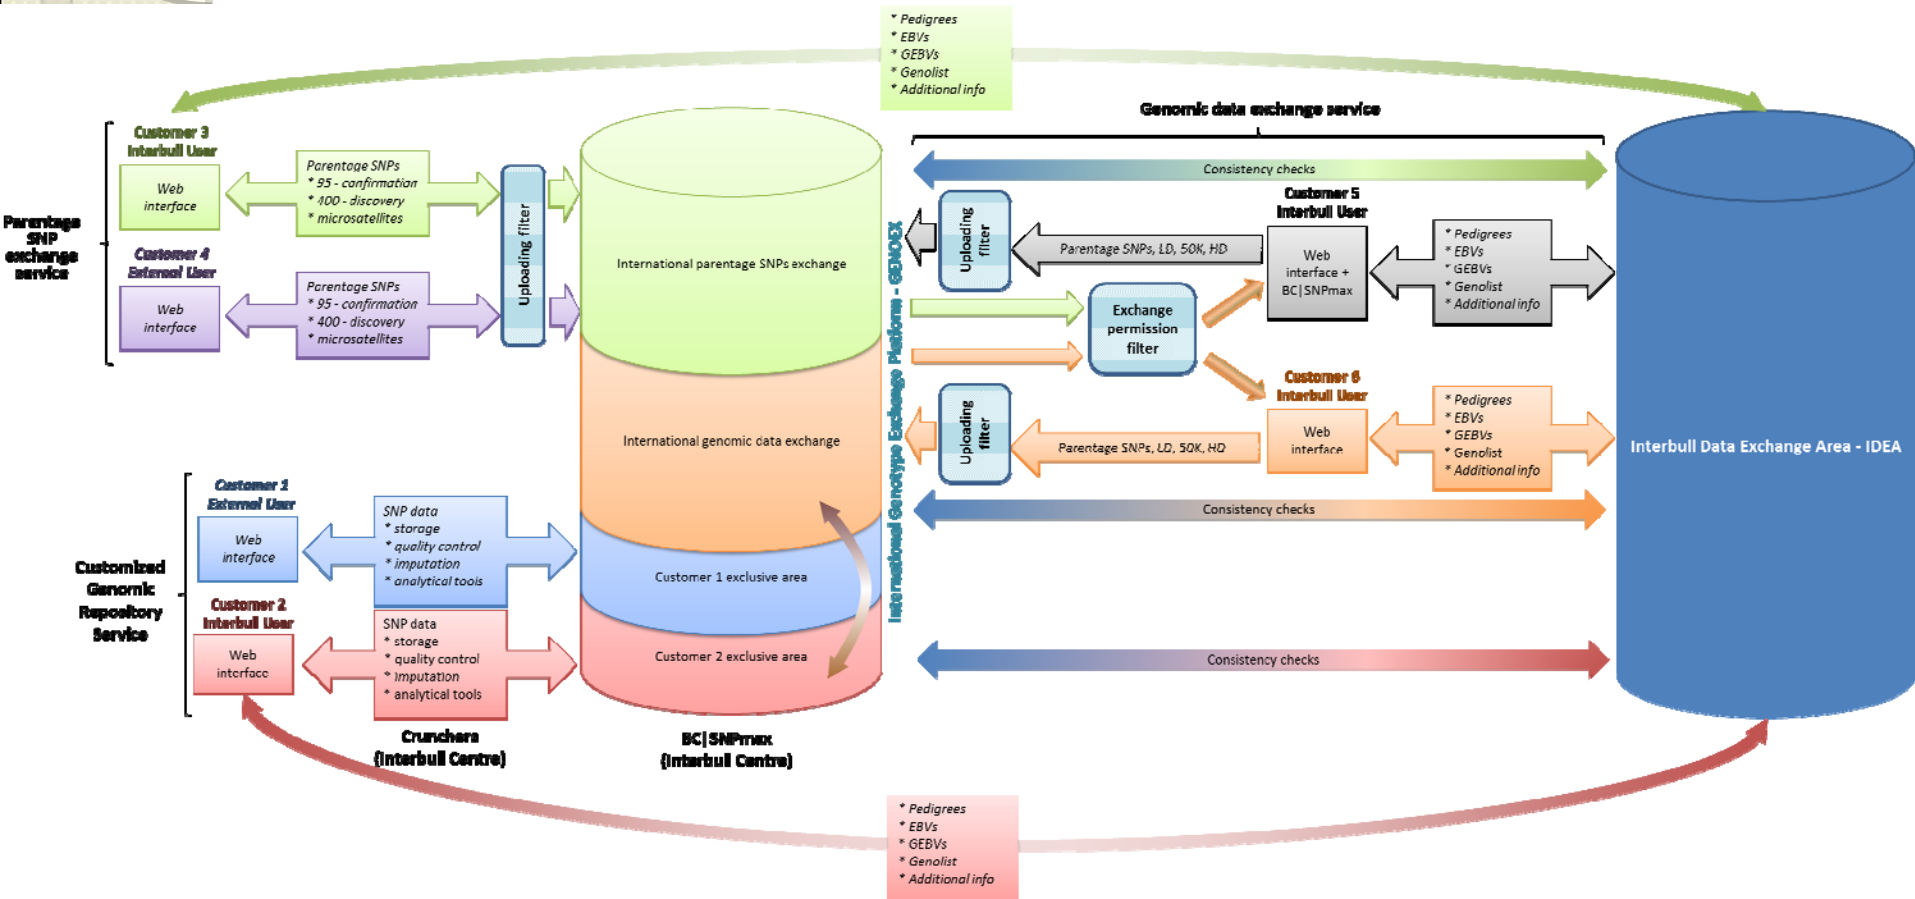 * Pedigrees
* EBVs
* GEBVs
* Genolist
* Additional info
Genomic data exchange service
Parentage
SNP
exchange
service
Customer 3
Interbull User
Web
interface
Parentage SNPs
* 95 - confirmation
* 400 - discovery
* microsatellites
Customer 4
External User
Web
interface
Parentage SNPs
* 95 - confirmation
* 400 - discovery
* microsatellites
Uploading filter
International parentage SNPs exchange
International genomic data exchange
Customer 1 exclusive area
Customer 2 exclusive area
International Genotype Exchange Platform - GENOEX
Consistency checks
Uploading
filter
Parentage SNPs, LD, 50K, HD
Customer 5
Interbull User
Web
interface +
BC|SNPmax
* Pedigrees
* EBVs
* GEBVs
* Genolist
* Additional info
Exchange
permission
filter
Uploading
filter
Parentage SNPs, LD, 50K, HD
Customer 6
Interbull User
Web
interface
* Pedigrees
* EBVs
* GEBVs
* Genolist
* Additional info
Consistency checks
Consistency checks
Interbull Data Exchange Area - IDEA
Customized
Genomic
Repository
Service
Customer 1
External User
Web
interface
SNP data
* storage
* quality control
* imputation
* analytical tools
Customer 2
Interbull User
Web
interface
SNP data
* storage
* quality control
* imputation
* analytical tools
Crunchers
(Interbull Centre)
BC|SNPmax
(Interbull Centre)
* Pedigrees
* EBVs
* GEBVs
* Genolist
* Additional info